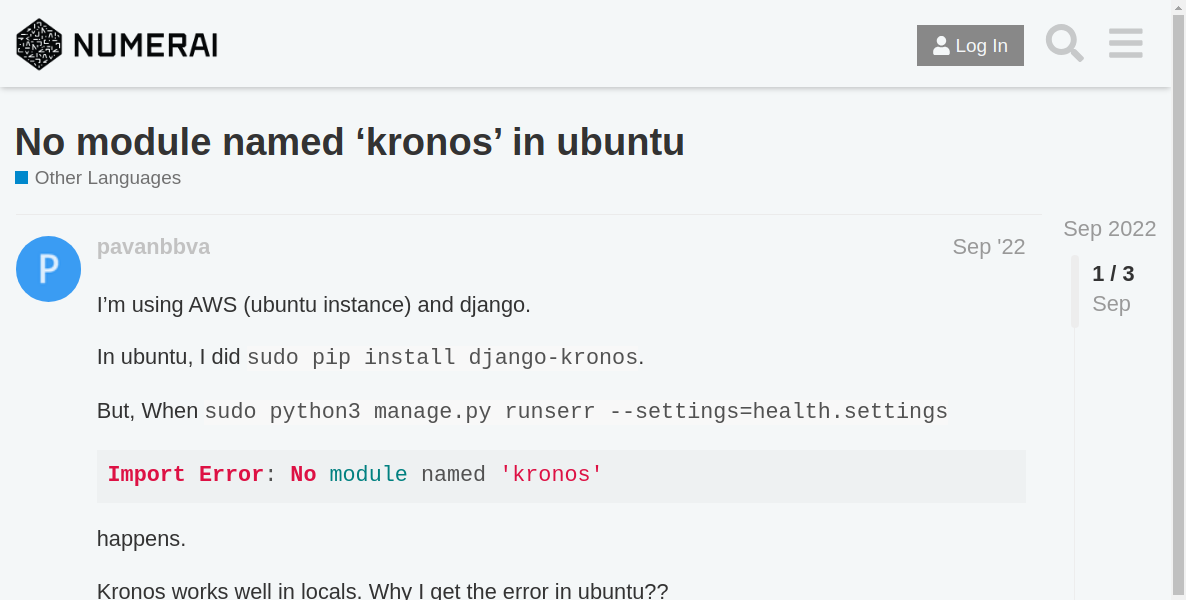 NUMERAI
Log In
No module named ‘kronos’ in ubuntu
Other Languages
pavanbbva
Sep '22
Sep 2022
1 / 3
Sep
I’m using AWS (ubuntu instance) and django.
In ubuntu, I did sudo pip install django-kronos.
But, When sudo python3 manage.py runserr --settings=health.settings
Import Error: No module named 'kronos'
happens.
Kronos works well in locals. Why I get the error in ubuntu??
P